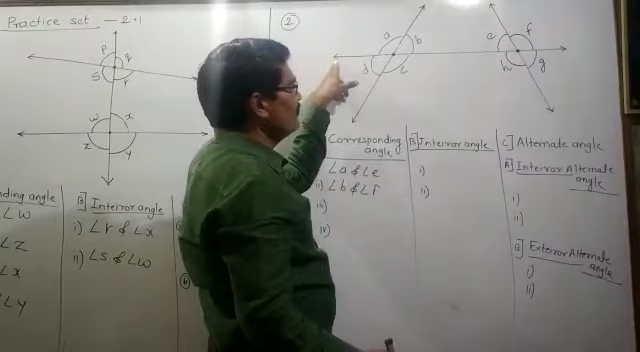 Practice set - 2.1
p
q
s
r
w
x
z
y
nding angle
∠W
∠Z
∠x
∠y
B] Interior angle
i) ∠r & ∠x
ii) ∠s & ∠w
b
②
a
b
d
c
e
f
h
g
Corresponding
angle
∠a & ∠e
ii) ∠b & ∠f
iii)
iv)
B] Interior angle
i)
ii)
C] Alternate angle
A] Interior Alternate
angle
i)
ii)
B] Exterior Alternate
angle
i)
ii)